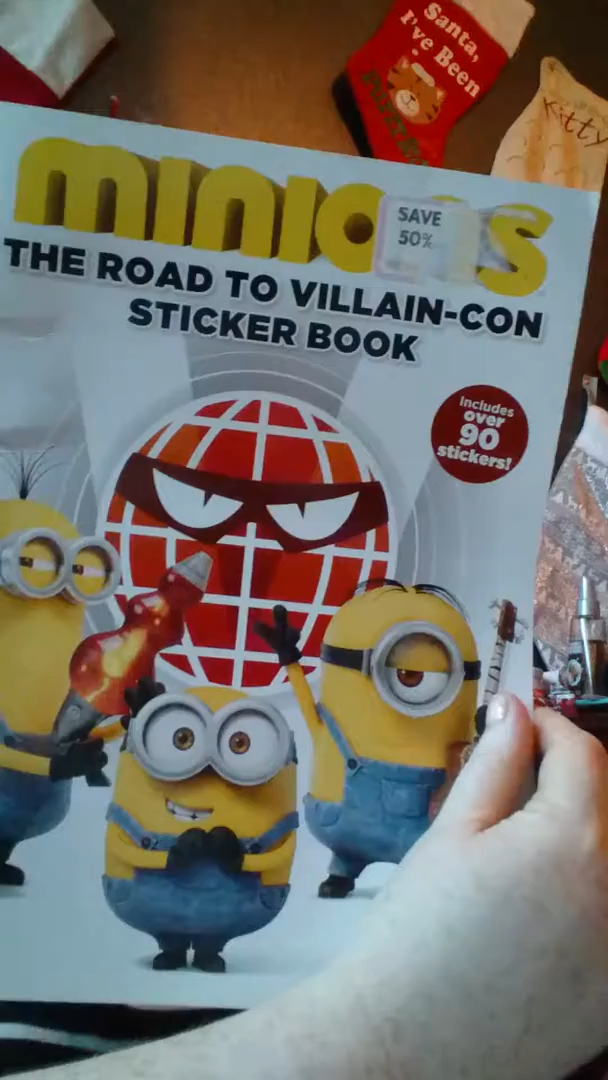 Santa,
I've Been
Kitty
MINIONS
SAVE
50%
THE ROAD TO VILLAIN-CON
STICKER BOOK
Includes
over
90
stickers!